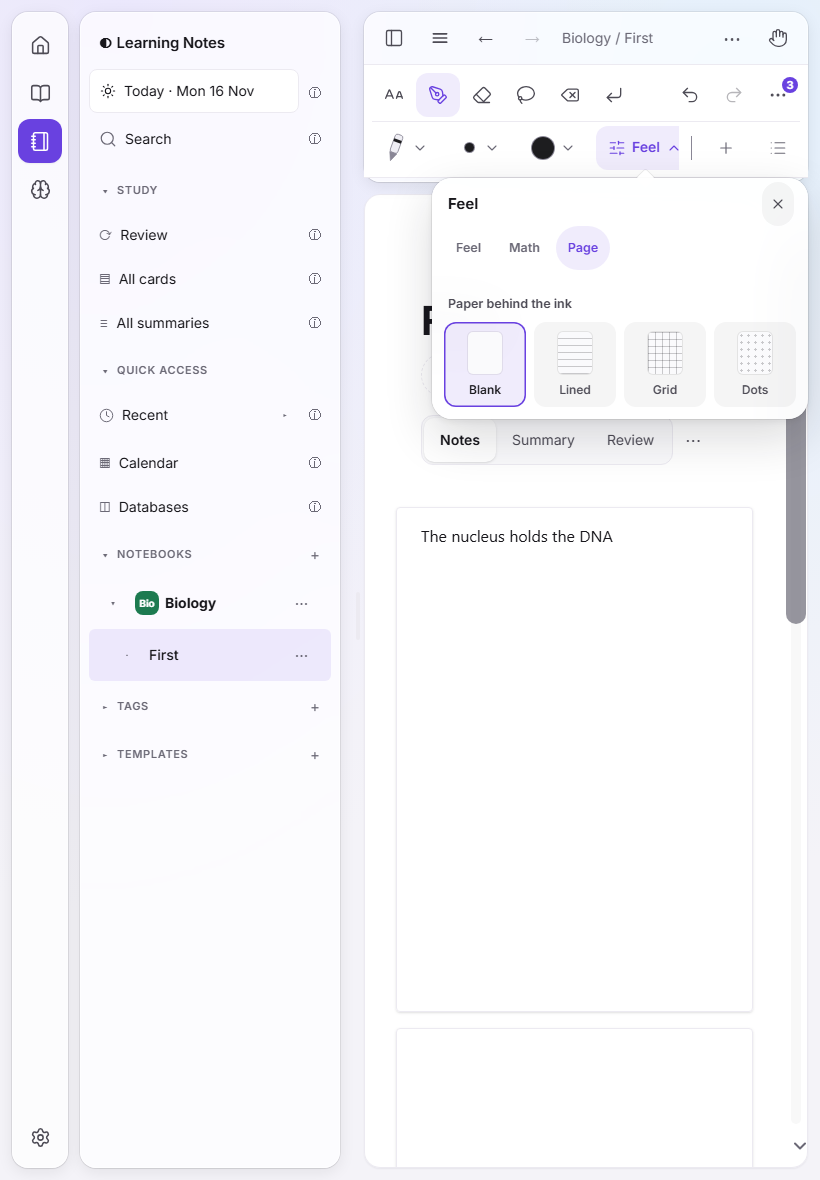 Learning Notes
Today · Mon 16 Nov
Search
STUDY
Review
All cards
All summaries
QUICK ACCESS
Recent
Calendar
Databases
NOTEBOOKS
Bio Biology
First
TAGS
TEMPLATES
Biology / First
AA
3
Feel
Feel
Feel Math Page
Paper behind the ink
Blank Lined Grid Dots
Notes Summary Review
The nucleus holds the DNA